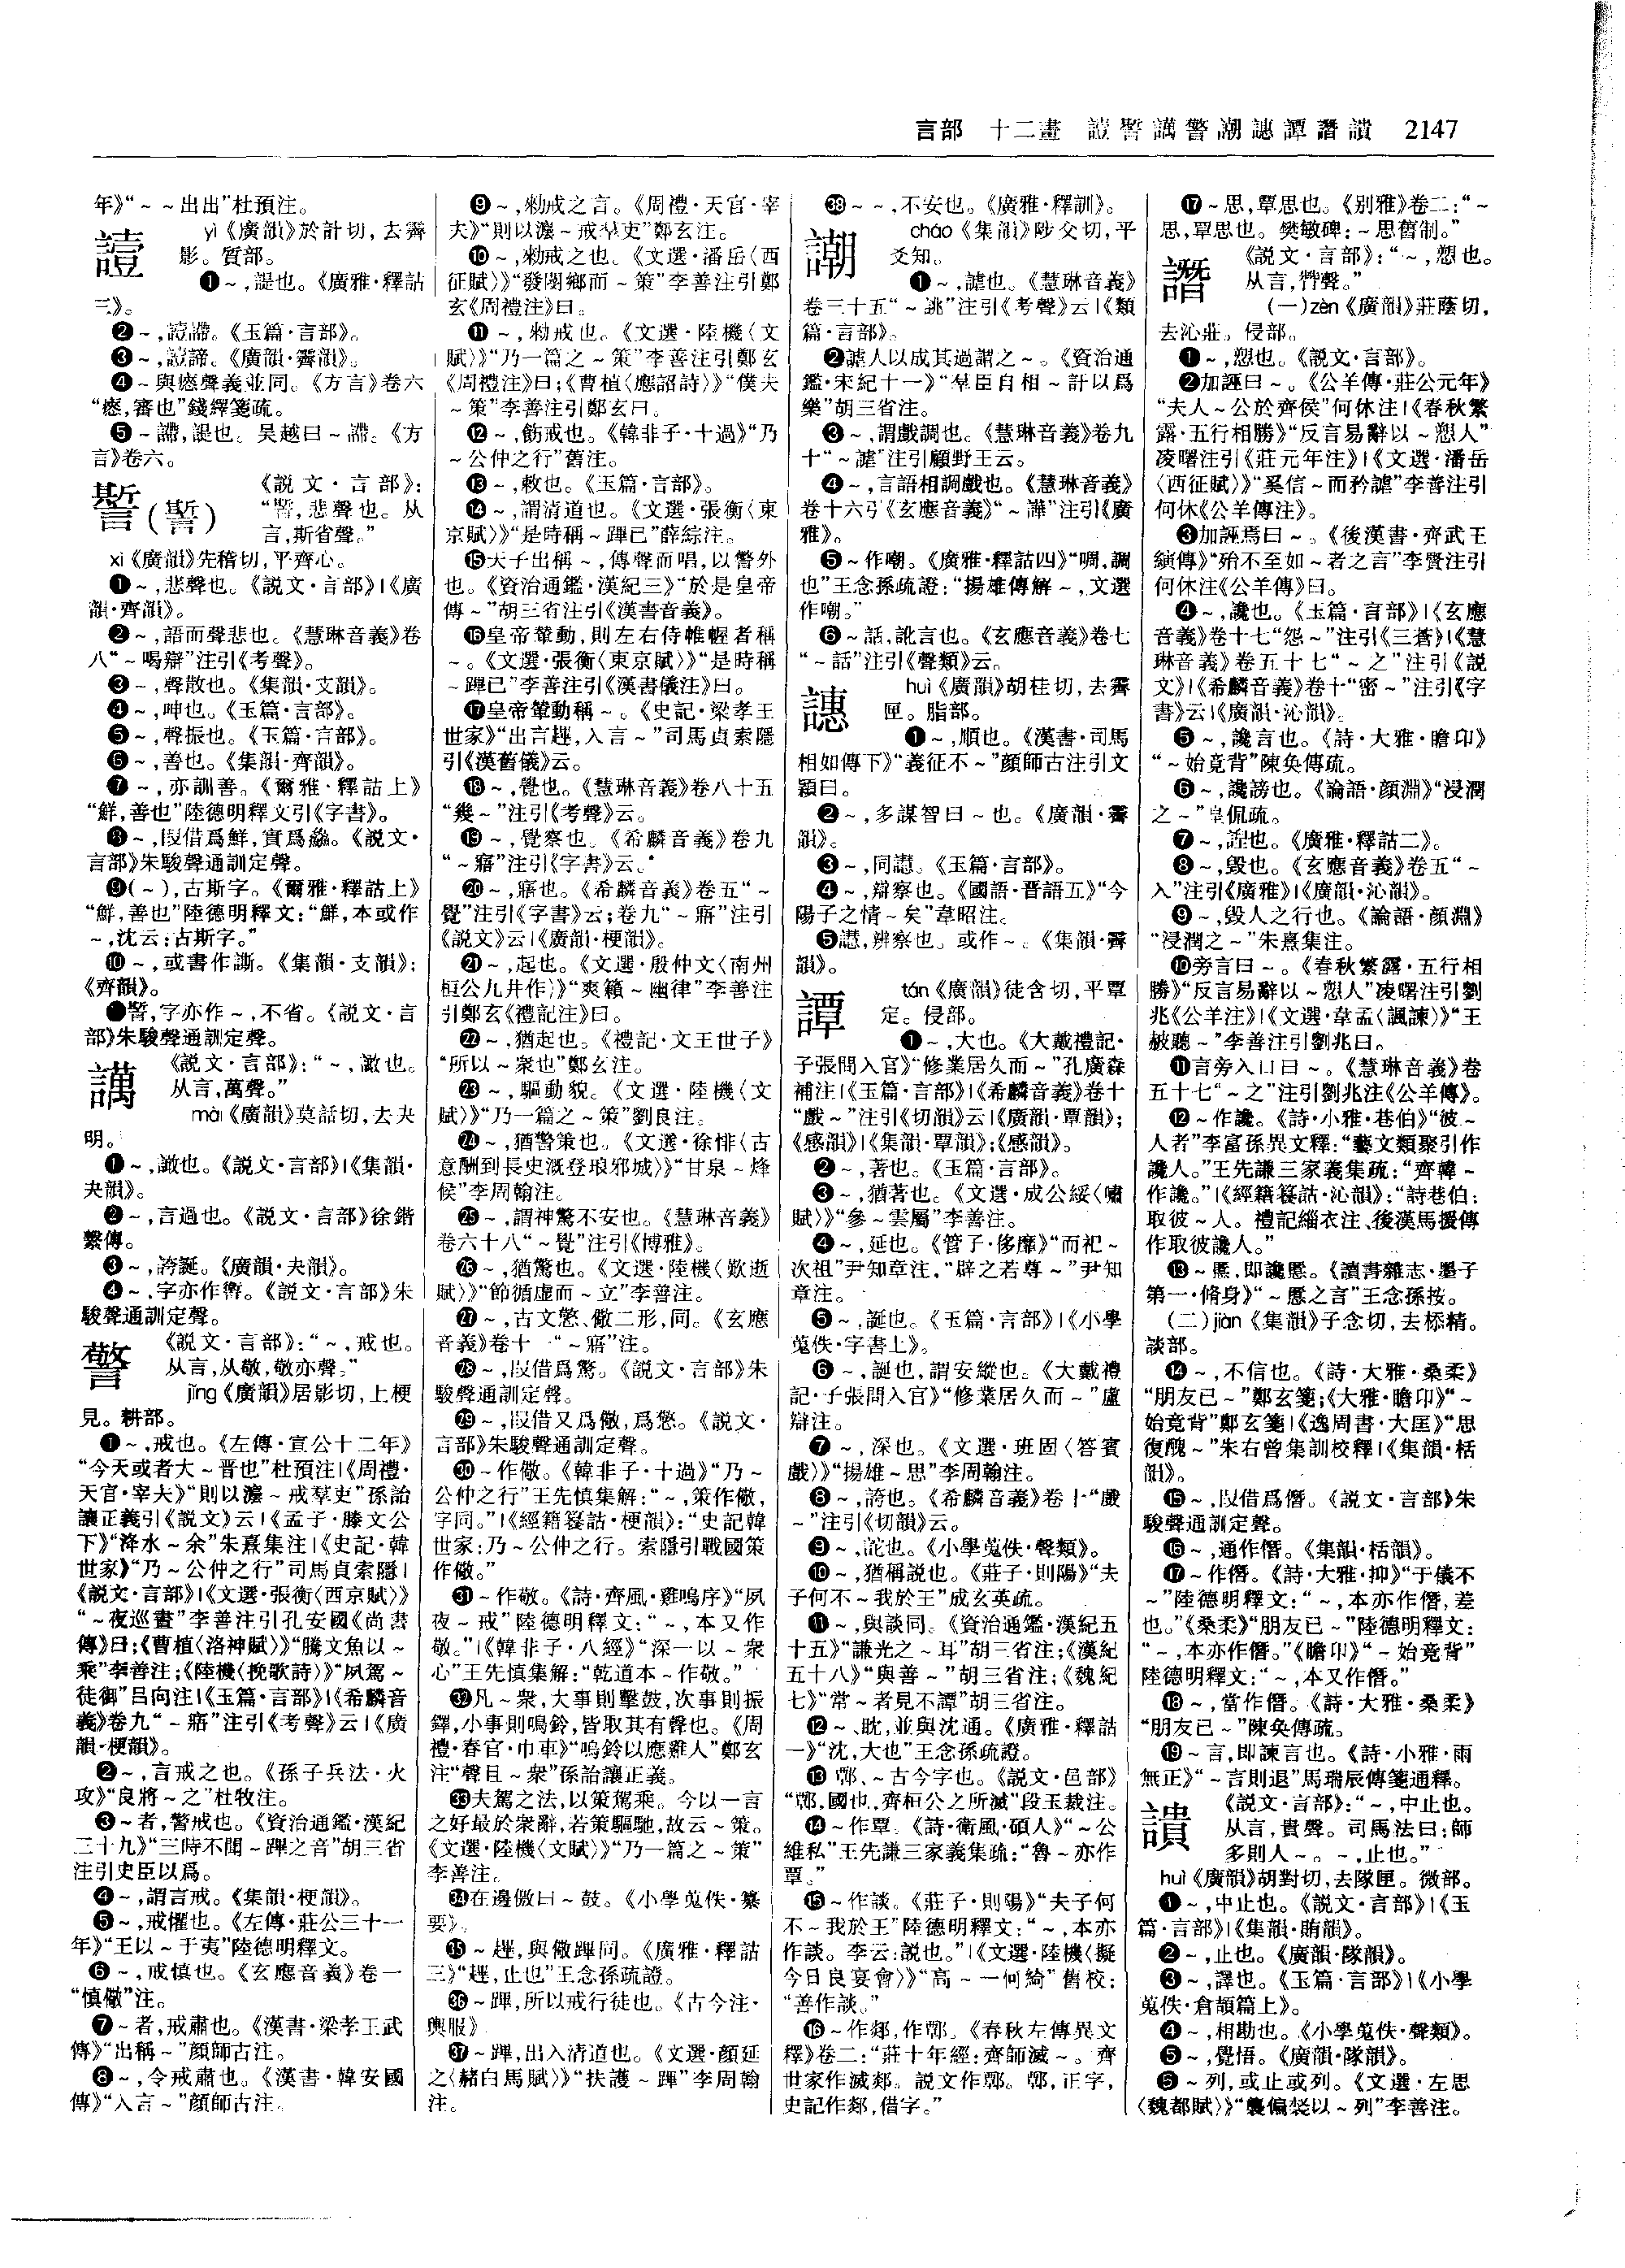 言部　十二畫　譩謺講警潮譓譚譖讃　2147
年》“～～出出”杜預注。
譩
yì《廣韻》於計切,去霽
影。質部。
❶～,諟也。《廣雅·釋詁
三》。
❷～,譩諦。《玉篇·言部》。
❸～,譩諦。《廣韻·霽韻》。
❹～與瘱聲義並同。《方言》卷六
“瘱,審也”錢繹箋疏。
❺～諦,諟也。吳越曰～諦。《方
言》卷六。
《説文·言部》:
“誓,悲聲也。从
言,斯省聲。”
xī《廣韻》先稽切,平齊心。
❶～,悲聲也。《説文·言部》|《廣
韻·齊韻》。
❷～,語而聲悲也。《慧琳音義》卷
八“～喝辯”注引《考聲》。
❸～,聲散也。《集韻·支韻》。
❹～,呻也。《玉篇·言部》。
❺～,聲振也。《玉篇·言部》。
❻～,善也。《集韻·齊韻》。
❼～,亦訓善。《爾雅·釋詁上》
“鮮,善也”陸德明釋文引《字書》。
❽～,叚借爲鮮,實爲鱻。《説文·
言部》朱駿聲通訓定聲。
❾(～),古斯字。《爾雅·釋詁上》
“鮮,善也”陸德明釋文:“鮮,本或作
～,沈云:古斯字。”
❿～,或書作䜁。《集韻·支韻》;
《齊韻》。
字亦作～,不省。《説文·言
部》朱駿聲通訓定聲。
《説文·言部》:“～,譀也。
从言,萬聲。”
mài《廣韻》莫話切,去夬
明。
❶～,譀也。《説文·言部》|《集韻·
夬韻》。
❷～,言過也。《説文·言部》徐鍇
繫傳。
❸～,誇誕。《廣韻·夬韻》。
❹～,字亦作𧬆。《説文·言部》朱
駿聲通訓定聲。
警
《説文·言部》:“～,戒也。
从言,从敬,敬亦聲。”
jǐng《廣韻》居影切,上梗
見。耕部。
❶～,戒也。《左傳·宣公十二年》
“今天或者大～晉也”杜預注|《周禮·
天官·宰夫》“則以灋～戒羣吏”孫詒
讓正義引《説文》云|《孟子·滕文公
下》“洚水～余”朱熹集注|《史記·韓
世家》“乃～公仲之行”司馬貞索隱|
《説文·言部》|《文選·張衡〈西京賦〉》
“～夜巡晝”李善注引孔安國《尚書
傳》曰;《曹植〈洛神賦〉》“騰文魚以～
乘”李善注;《陸機〈挽歌詩〉》“夙駕～
徒御”吕向注|《玉篇·言部》|《希麟音
義》卷九“～寤”注引《考聲》云|《廣
韻·梗韻》。
❷～,言戒之也。《孫子兵法·火
攻》“良將～之”杜牧注。
❸～者,警戒也。《資治通鑑·漢紀
三十九》“三時不聞～蹕之音”胡三省
注引史臣以爲。
❹～,謂言戒。《集韻·梗韻》。
❺～,戒懼也。《左傳·莊公三十一
年》“王以～于夷”陸德明釋文。
❻～,戒慎也。《玄應音義》卷一
“慎儆”注。
❼～者,戒肅也。《漢書·梁孝王武
傳》“出稱～”顔師古注。
❽～,令戒肅也。《漢書·韓安國
傳》“入言～”顔師古注。
❾～,勑戒之言。《周禮·天官·宰
夫》“則以灋～戒羣吏”鄭玄注。
❿～,勑戒之也。《文選·潘岳〈西
征賦〉》“發閿鄉而～策”李善注引鄭
玄《周禮注》曰。
⓫～,勑戒也。《文選·陸機〈文
賦〉》“乃一篇之～策”李善注引鄭玄
《周禮注》曰;《曹植〈應詔詩〉》“僕夫
～策”李善注引鄭玄曰。
⓬～,飭戒也。《韓非子·十過》“乃
～公仲之行”舊注。
⓭～,敕也。《玉篇·言部》。
⓮～,謂清道也。《文選·張衡〈東
京賦〉》“是時稱～蹕已”薛綜注。
⓯天子出稱～,傳聲而唱,以警外
也。《資治通鑑·漢紀三》“於是皇帝
傳～”胡三省注引《漢書音義》。
⓰皇帝輦動,則左右侍帷幄者稱
～。《文選·張衡〈東京賦〉》“是時稱
～蹕已”李善注引《漢書儀注》曰。
⓱皇帝輦動稱～。《史記·梁孝王
世家》“出言趩,入言～”司馬貞索隱
引《漢舊儀》云。
⓲～,覺也。《慧琳音義》卷八十五
“幾～”注引《考聲》云。
⓳～,覺察也。《希麟音義》卷九
“～寤”注引《字書》云。
⓴～,寤也。《希麟音義》卷五“～
覺”注引《字書》云;卷九“～寤”注引
《説文》云|《廣韻·梗韻》。
㉑～,起也。《文選·殷仲文〈南州
桓公九井作〉》“爽籟～幽律”李善注
引鄭玄《禮記注》曰。
㉒～,猶起也。《禮記·文王世子》
“所以～衆也”鄭玄注。
㉓～,驅動貌。《文選·陸機〈文
賦〉》“乃一篇之～策”劉良注。
㉔～,猶警策也。《文選·徐悱〈古
意酬到長史溉登琅邪城〉》“甘泉～烽
候”李周翰注。
㉕～,謂神驚不安也。《慧琳音義》
卷六十八“～覺”注引《博雅》。
㉖～,猶驚也。《文選·陸機〈歎逝
賦〉》“節循虛而～立”李善注。
㉗～,古文憼、儆二形,同。《玄應
音義》卷十一“～寤”注。
㉘～,叚借爲驚。《説文·言部》朱
駿聲通訓定聲。
㉙～,叚借又爲儆,爲憼。《説文·
言部》朱駿聲通訓定聲。
㉚～作儆。《韓非子·十過》“乃～
公仲之行”王先慎集解:“～,策作儆,
字同。”|《經籍籑詁·梗韻》:“史記韓
世家:乃～公仲之行。索隱引戰國策
作儆。”
㉛～作敬。《詩·齊風·雞鳴序》“夙
夜～戒”陸德明釋文:“～,本又作
敬。”|《韓非子·八經》“深一以～衆
心”王先慎集解:“乾道本～作敬。”
㉜凡～衆,大事則擊鼓,次事則振
鐸,小事則鳴鈴,皆取其有聲也。《周
禮·春官·巾車》“鳴鈴以應雞人”鄭玄
注“聲且～衆”孫詒讓正義。
㉝夫駕之法,以策駕乘。今以一言
之好最於衆辭,若策驅馳,故云～策。
《文選·陸機〈文賦〉》“乃一篇之～策”
李善注。
㉞在邊儆曰～鼓。《小學蒐佚·纂
要》。
㉟～趩,與儆蹕同。《廣雅·釋詁
三》“趩,止也”王念孫疏證。
㊱～蹕,所以戒行徒也。《古今注·
輿服》。
㊲～蹕,出入清道也。《文選·顔延
之〈赭白馬賦〉》“扶護～蹕”李周翰
注。
㊳～～,不安也。《廣雅·釋訓》。
謿
cháo《集韻》陟交切,平
爻知。
❶～,謔也。《慧琳音義》
卷三十五“～誂”注引《考聲》云|《類
篇·言部》。
❷謔人以成其過謂之～。《資治通
鑑·宋紀十一》“羣臣自相～訐以爲
樂”胡三省注。
❸～,謂戲調也。《慧琳音義》卷九
十“～謔”注引顧野王云。
❹～,言語相調戲也。《慧琳音義》
卷十六引《玄應音義》“～譁”注引《廣
雅》。
❺～作嘲。《廣雅·釋詁四》“啁,調
也”王念孫疏證:“揚雄傳解～,文選
作嘲。”
❻～話,訛言也。《玄應音義》卷七
“～話”注引《聲類》云。
譓
huì《廣韻》胡桂切,去霽
匣。脂部。
❶～,順也。《漢書·司馬
相如傳下》“義征不～”顔師古注引文
穎曰。
❷～,多謀智曰～也。《廣韻·霽
韻》。
❸～,同譿。《玉篇·言部》。
❹～,辯察也。《國語·晉語五》“今
陽子之情～矣”韋昭注。
❺譿,辨察也。或作～。《集韻·霽
韻》。
譚
tán《廣韻》徒含切,平覃
定。侵部。
❶～,大也。《大戴禮記·
子張問入官》“修業居久而～”孔廣森
補注|《玉篇·言部》|《希麟音義》卷十
“戲～”注引《切韻》云|《廣韻·覃韻》;
《感韻》|《集韻·覃韻》;《感韻》。
❷～,著也。《玉篇·言部》。
❸～,猶著也。《文選·成公綏〈嘯
賦〉》“參～雲屬”李善注。
❹～,延也。《管子·侈靡》“而祀～
次祖”尹知章注,“辟之若尊～”尹知
章注。
❺～,誕也。《玉篇·言部》|《小學
蒐佚·字書上》。
❻～,誕也,謂安縱也。《大戴禮
記·子張問入官》“修業居久而～”盧
辯注。
❼～,深也。《文選·班固〈答賓
戲〉》“揚雄～思”李周翰注。
❽～,誇也。《希麟音義》卷十“戲
～”注引《切韻》云。
❾～,詑也。《小學蒐佚·聲類》。
❿～,猶稱説也。《莊子·則陽》“夫
子何不～我於王”成玄英疏。
⓫～,與談同。《資治通鑑·漢紀五
十五》“謙光之～耳”胡三省注;《漢紀
五十八》“與善～”胡三省注;《魏紀
七》“常～者見不譚”胡三省注。
⓬～、眈,並與沈通。《廣雅·釋詁
一》“沈,大也”王念孫疏證。
⓭鄲、～古今字也。《説文·邑部》
“鄲,國也,齊桓公之所滅”段玉裁注。
⓮～作覃。《詩·衛風·碩人》“～公
維私”王先謙三家義集疏:“魯～亦作
覃。”
⓯～作談。《莊子·則陽》“夫子何
不～我於王”陸德明釋文:“～,本亦
作談。李云:説也。”|《文選·陸機〈擬
今日良宴會〉》“高～一何綺”舊校:
“善作談。”
⓰～作郯,作鄲。《春秋左傳異文
釋》卷二:“莊十年經:齊師滅～。齊
世家作滅郯。説文作鄲。鄲,正字,
史記作郯,借字。”
⓱～思,覃思也。《别雅》卷二:“～
思,覃思也。樊敏碑:～思舊制。”
譖
《説文·言部》:“～,愬也。
从言,朁聲。”
(一)zèn《廣韻》莊蔭切,
去沁莊。侵部。
❶～,愬也。《説文·言部》。
❷加誣曰～。《公羊傳·莊公元年》
“夫人～公於齊侯”何休注|《春秋繁
露·五行相勝》“反言易辭以～愬人”
凌曙注引《莊元年注》|《文選·潘岳
〈西征賦〉》“奚信～而矜謔”李善注引
何休《公羊傳注》。
❸加誣焉曰～。《後漢書·齊武王
縯傳》“殆不至如～者之言”李賢注引
何休注《公羊傳》曰。
❹～,讒也。《玉篇·言部》|《玄應
音義》卷十七“怨～”注引《三蒼》|《慧
琳音義》卷五十七“～之”注引《説
文》|《希麟音義》卷十“密～”注引《字
書》云|《廣韻·沁韻》。
❺～,讒言也。《詩·大雅·瞻卬》
“～始竟背”陳奐傳疏。
❻～,讒謗也。《論語·顔淵》“浸潤
之～”皇侃疏。
❼～,𧩻也。《廣雅·釋詁二》。
❽～,毁也。《玄應音義》卷五“～
入”注引《廣雅》|《廣韻·沁韻》。
❾～,毁人之行也。《論語·顔淵》
“浸潤之～”朱熹集注。
❿旁言曰～。《春秋繁露·五行相
勝》“反言易辭以～愬人”凌曙注引劉
兆《公羊注》|《文選·韋孟〈諷諫〉》“王
赧聽～”李善注引劉兆曰。
⓫言旁入口曰～。《慧琳音義》卷
五十七“～之”注引劉兆注《公羊傳》。
⓬～作讒。《詩·小雅·巷伯》“彼～
人者”李富孫異文釋:“藝文類聚引作
讒人。”王先謙三家義集疏:“齊韓～
作讒。”|《經籍籑詁·沁韻》:“詩巷伯:
取彼～人。禮記緇衣注、後漢馬援傳
作取彼讒人。”
⓭～慝,即讒慝。《讀書雜志·墨子
第一·脩身》“～慝之言”王念孫按。
(二)jiàn《集韻》子念切,去㮇精。
談部。
⓮～,不信也。《詩·大雅·桑柔》
“朋友已～”鄭玄箋;《大雅·瞻卬》“～
始竟背”鄭玄箋|《逸周書·大匡》“思
復醜～”朱右曾集訓校釋|《集韻·栝
韻》。
⓯～,叚借爲僭。《説文·言部》朱
駿聲通訓定聲。
⓰～,通作僭。《集韻·栝韻》。
⓱～作僭。《詩·大雅·抑》“于儀不
～”陸德明釋文:“～,本亦作僭,差
也。”《桑柔》“朋友已～”陸德明釋文:
“～,本亦作僭。”《瞻卬》“～始竟背”
陸德明釋文:“～,本又作僭。”
⓲～,當作僭。《詩·大雅·桑柔》
“朋友已～”陳奐傳疏。
⓳～言,即諫言也。《詩·小雅·雨
無正》“～言則退”馬瑞辰傳箋通釋。
讃
《説文·言部》:“～,中止也。
从言,貴聲。司馬法曰:師
多則人～。～,止也。”
huì《廣韻》胡對切,去隊匣。微部。
❶～,中止也。《説文·言部》|《玉
篇·言部》|《集韻·賄韻》。
❷～,止也。《廣韻·隊韻》。
❸～,譯也。《玉篇·言部》|《小學
蒐佚·倉頡篇上》。
❹～,相勘也。《小學蒐佚·聲類》。
❺～,覺悟。《廣韻·隊韻》。
❻～列,或止或列。《文選·左思
〈魏都賦〉》“襲偏裻以～列”李善注。